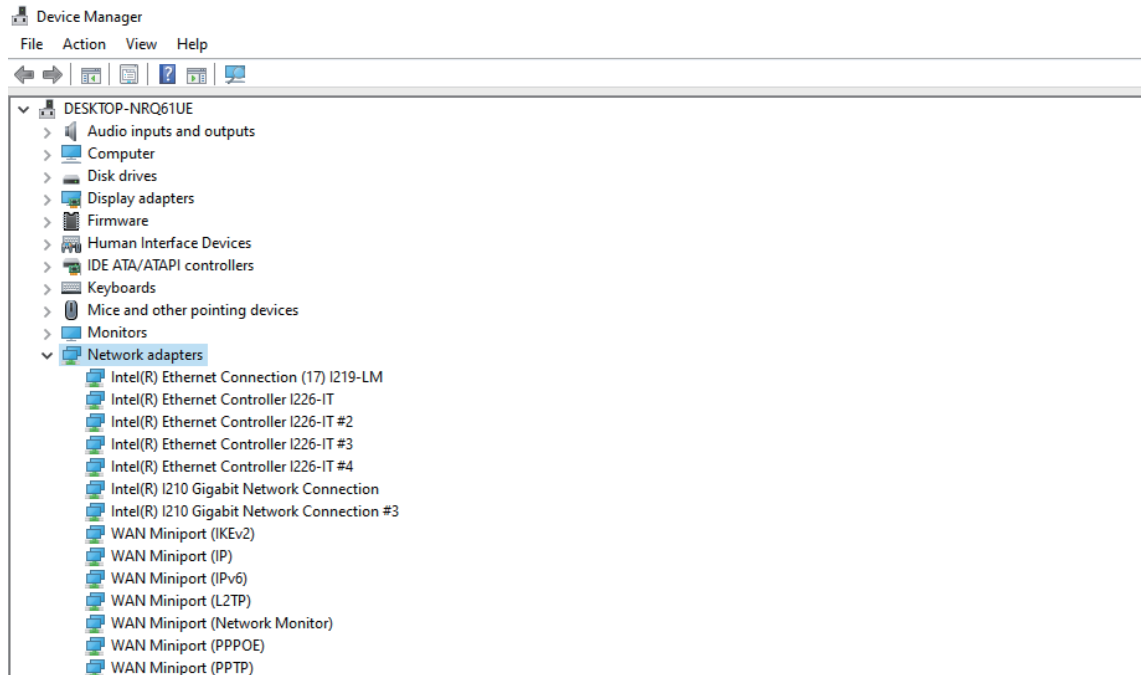 Device Manager
File Action View Help
DESKTOP-NRQ61UE
Audio inputs and outputs
Computer
Disk drives
Display adapters
Firmware
Human Interface Devices
IDE ATA/ATAPI controllers
Keyboards
Mice and other pointing devices
Monitors
Network adapters
Intel(R) Ethernet Connection (17) I219-LM
Intel(R) Ethernet Controller I226-IT
Intel(R) Ethernet Controller I226-IT #2
Intel(R) Ethernet Controller I226-IT #3
Intel(R) Ethernet Controller I226-IT #4
Intel(R) I210 Gigabit Network Connection
Intel(R) I210 Gigabit Network Connection #3
WAN Miniport (IKEv2)
WAN Miniport (IP)
WAN Miniport (IPv6)
WAN Miniport (L2TP)
WAN Miniport (Network Monitor)
WAN Miniport (PPPOE)
WAN Miniport (PPTP)